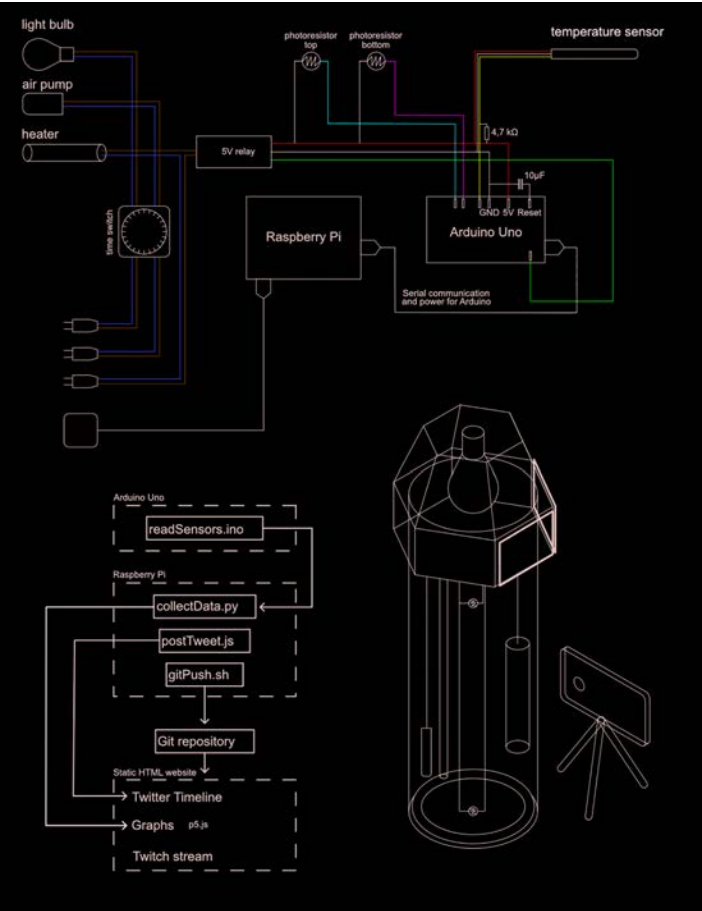 light bulb
air pump
heater
photoresistor
top
photoresistor
bottom
temperature sensor
4,7 kΩ
5V relay
10µF
GND 5V Reset
Arduino Uno
time switch
Raspberry Pi
Serial communication
and power for Arduino
Arduino Uno
readSensors.ino
Raspberry Pi
collectData.py
postTweet.js
gitPush.sh
Git repository
Static HTML website
Twitter Timeline
Graphs p5.js
Twitch stream